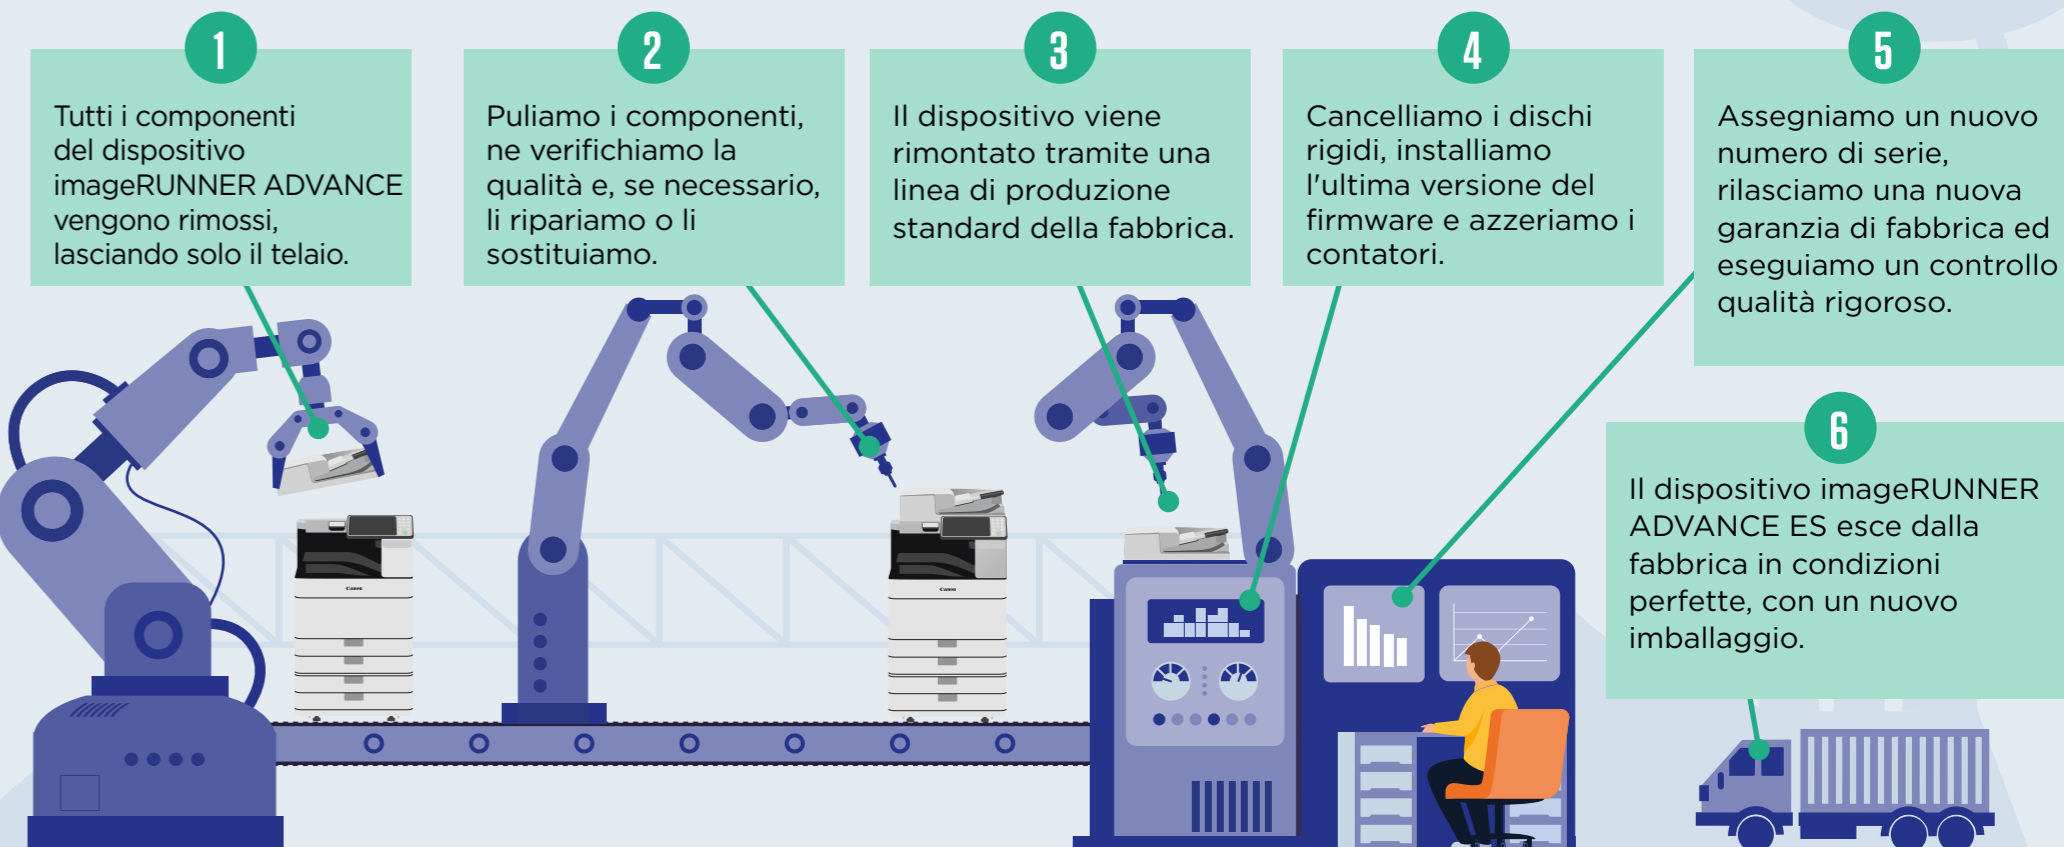 1
Tutti i componenti
del dispositivo
imageRUNNER ADVANCE
vengono rimossi,
lasciando solo il telaio.
2
Puliamo i componenti,
ne verifichiamo la
qualità e, se necessario,
li ripariamo o li
sostituiamo.
3
Il dispositivo viene
rimontato tramite una
linea di produzione
standard della fabbrica.
4
Cancelliamo i dischi
rigidi, installiamo
l'ultima versione del
firmware e azzeriamo i
contatori.
5
Assegniamo un nuovo
numero di serie,
rilasciamo una nuova
garanzia di fabbrica ed
eseguiamo un controllo
qualità rigoroso.
6
Il dispositivo imageRUNNER
ADVANCE ES esce dalla
fabbrica in condizioni
perfette, con un nuovo
imballaggio.
Canon
Canon